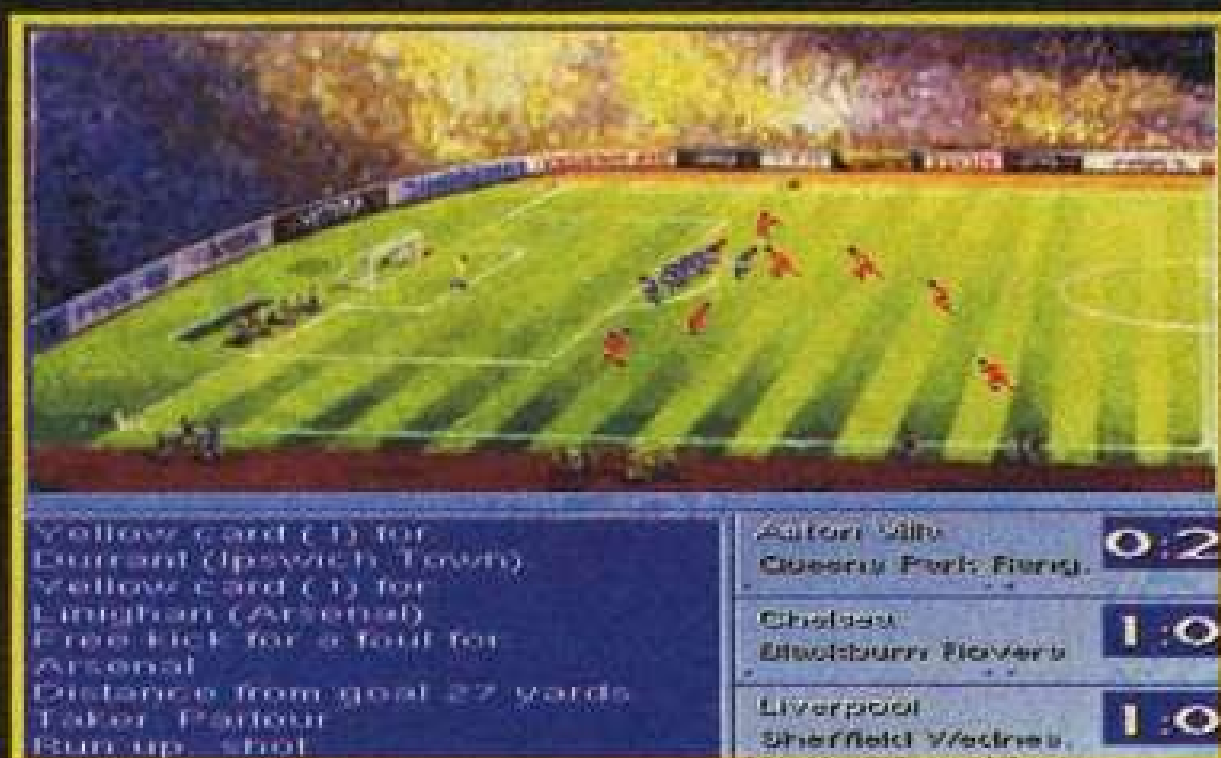 Yellow card (1) for
Durrant (Ipswich Town)
Yellow card (1) for
Linighan (Arsenal)
Free kick for a foul for
Arsenal
Distance from goal 27 yards
Taker Parlour
Run up, shot
Aston Villa
Queens Park Rang.
0:2
Chelsea
Blackburn Rovers
1:0
Liverpool
Sheffield Wednes.
1:0